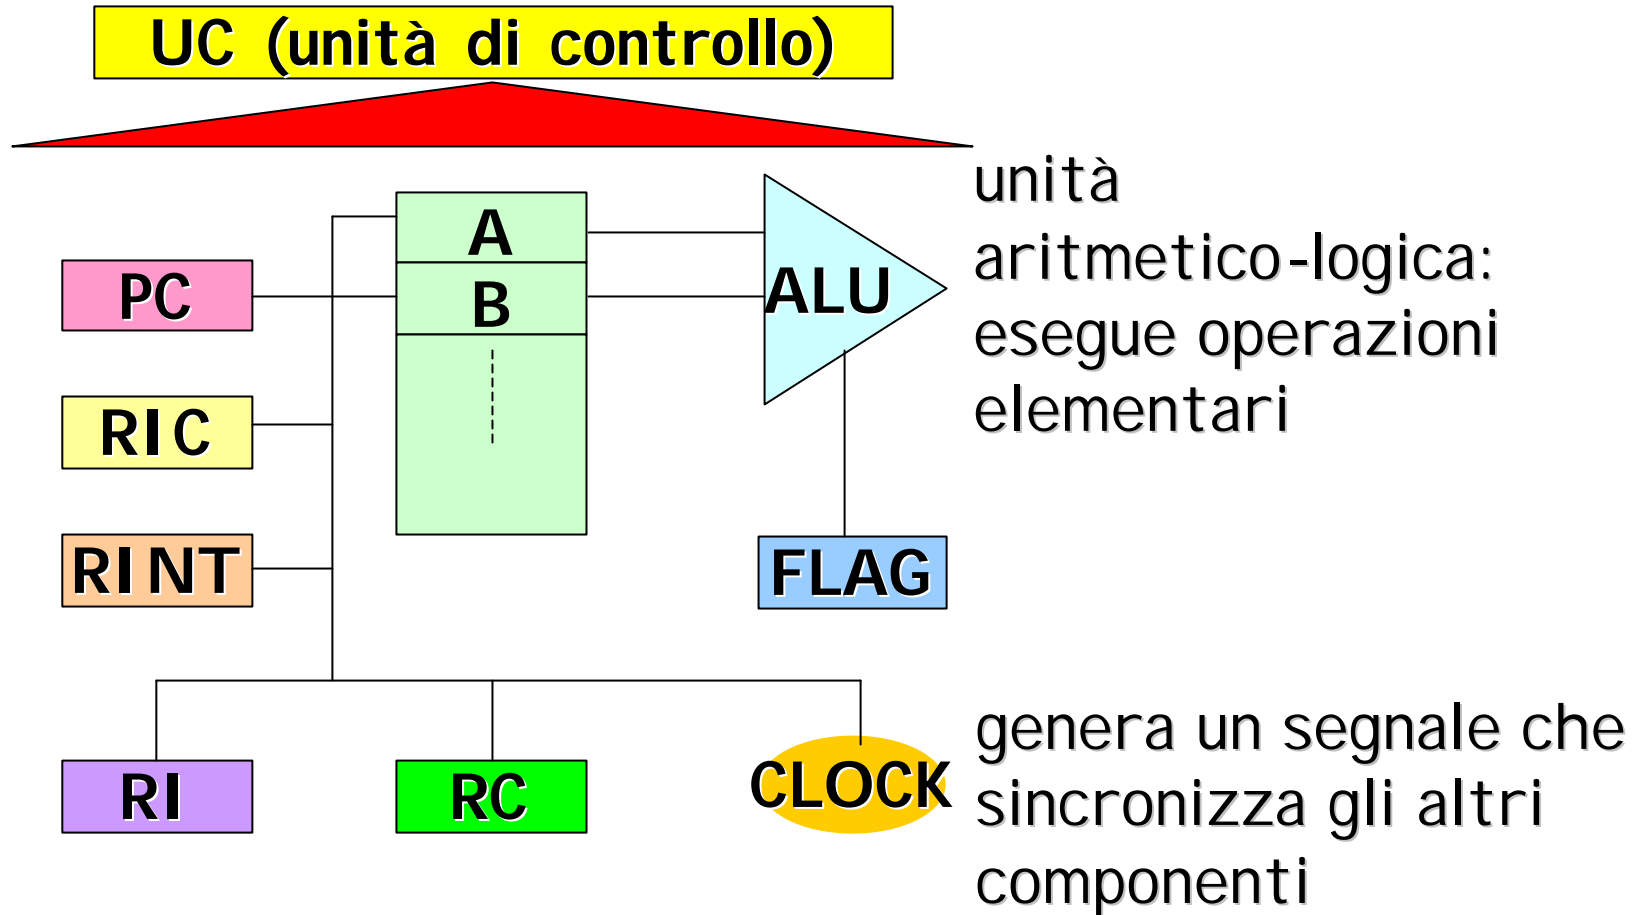 UC (unità di controllo)
unità
aritmetico-logica:
esegue operazioni
elementari
A
B
ALU
PC
RIC
RINT
FLAG
RI
RC
CLOCK
genera un segnale che
sincronizza gli altri
componenti